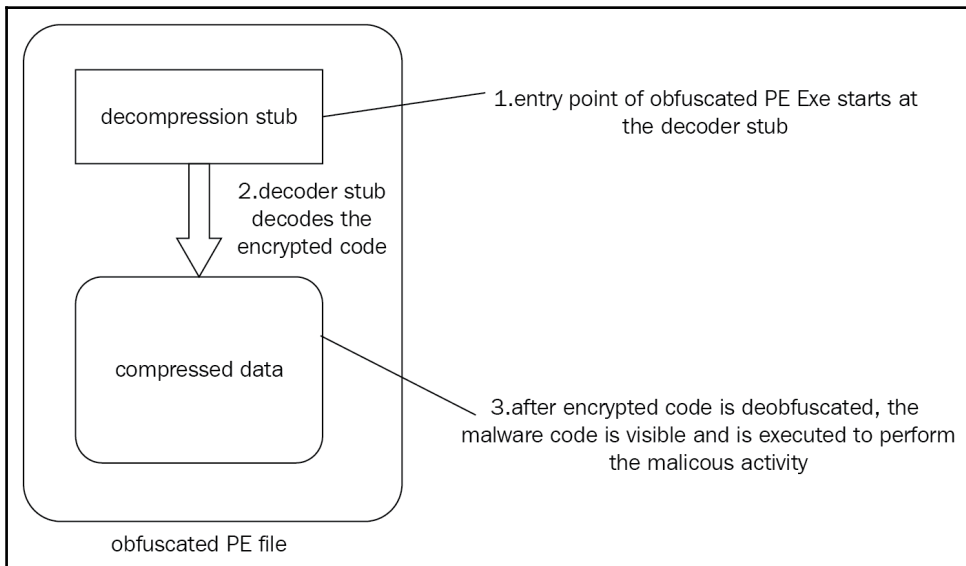 decompression stub
1.entry point of obfuscated PE Exe starts at
the decoder stub
2.decoder stub
decodes the
encrypted code
compressed data
3.after encrypted code is deobfuscated, the
malware code is visible and is executed to perform
the malicous activity
obfuscated PE file